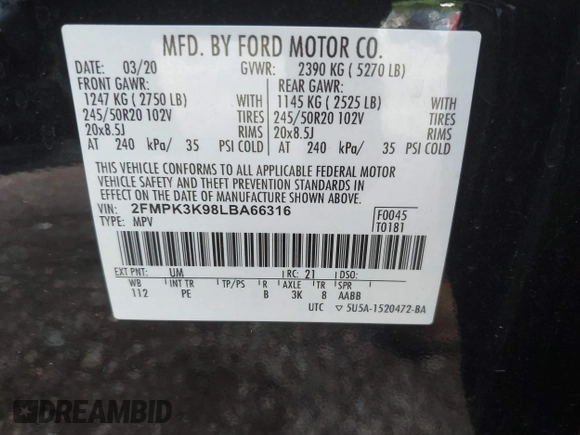 MFD. BY FORD MOTOR CO.
DATE: 03/20 GVWR: 2390 KG ( 5270 LB)
FRONT GAWR: REAR GAWR:
1247 KG ( 2750 LB) WITH 1145 KG ( 2525 LB) WITH
245/50R20 102V TIRES 245/50R20 102V TIRES
20x8.5J RIMS 20x8.5J RIMS
AT 240 kPa/ 35 PSI COLD AT 240 kPa/ 35 PSI COLD
THIS VEHICLE CONFORMS TO ALL APPLICABLE FEDERAL MOTOR
VEHICLE SAFETY AND THEFT PREVENTION STANDARDS IN
EFFECT ON THE DATE OF MANUFACTURE SHOWN ABOVE.
VIN: 2FMPK3K98LBA66316 F0045
TYPE: MPV T0181
EXT PNT: UM RC: 21 DSO:
WB INT TR TP/PS R AXLE TR SPR
112 PE B 3K 8 AABB
UTC ▽ 5U5A-1520472-BA
DREAMBID